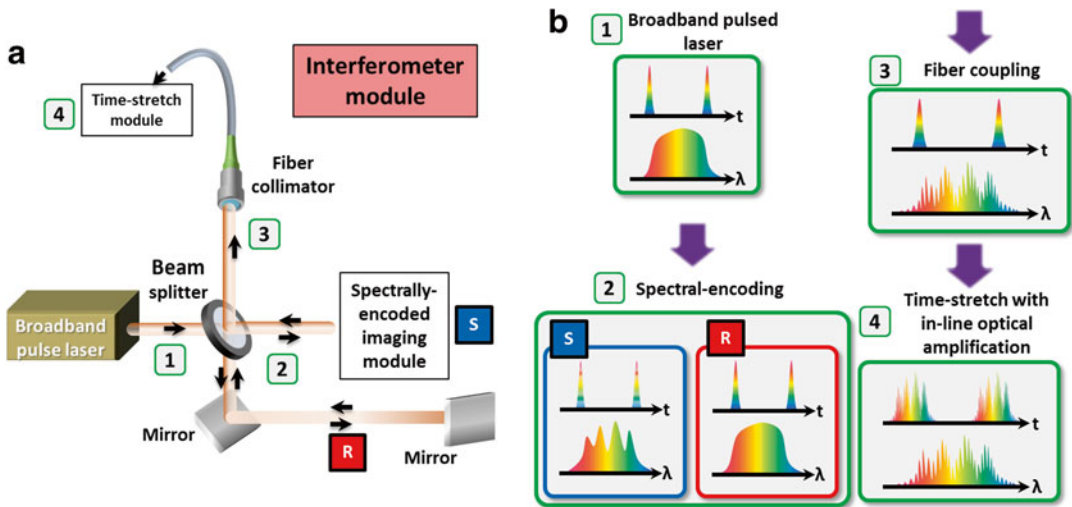 a
Interferometer
module
4
Time-stretch
module
Fiber
collimator
3
Beam
splitter
Broadband
pulse laser
1
2
Spectrally-
encoded
imaging
module
S
Mirror
R
Mirror
b
1
Broadband pulsed
laser
t
λ
2
Spectral-encoding
S
t
λ
R
t
λ
3
Fiber coupling
t
λ
4
Time-stretch with
in-line optical
amplification
t
λ